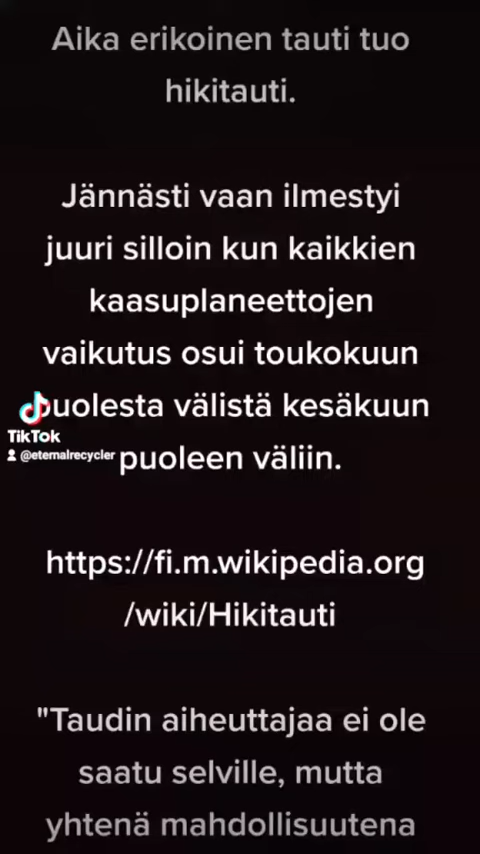 Aika erikoinen tauti tuo
hikitauti.
Jännästi vaan ilmestyi
juuri silloin kun kaikkien
kaasuplaneettojen
vaikutus osui toukokuun
puolesta välistä kesäkuun
puoleen väliin.
TikTok
@eternalrecycler
https://fi.m.wikipedia.org
/wiki/Hikitauti
"Taudin aiheuttajaa ei ole
saatu selville, mutta
yhtenä mahdollisuutena